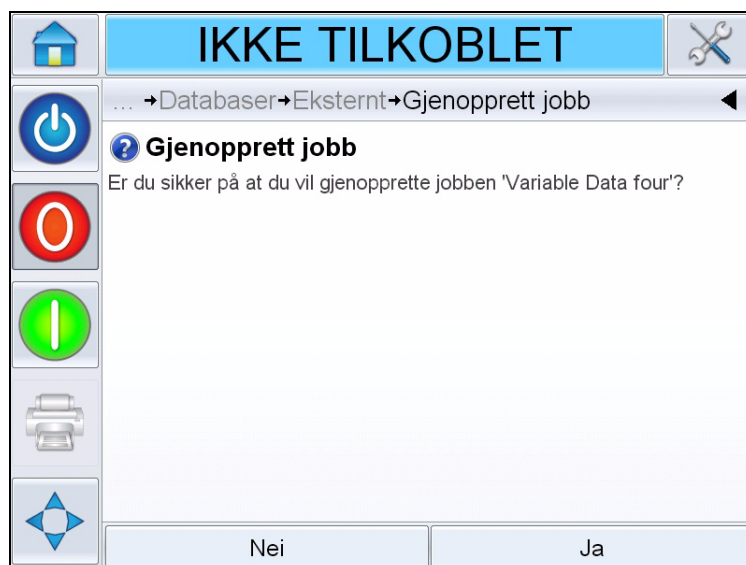 IKKE TILKOBLET
... →Databaser→Eksternt→Gjenopprett jobb
Gjenopprett jobb
Er du sikker på at du vil gjenopprette jobben 'Variable Data four'?
Nei
Ja